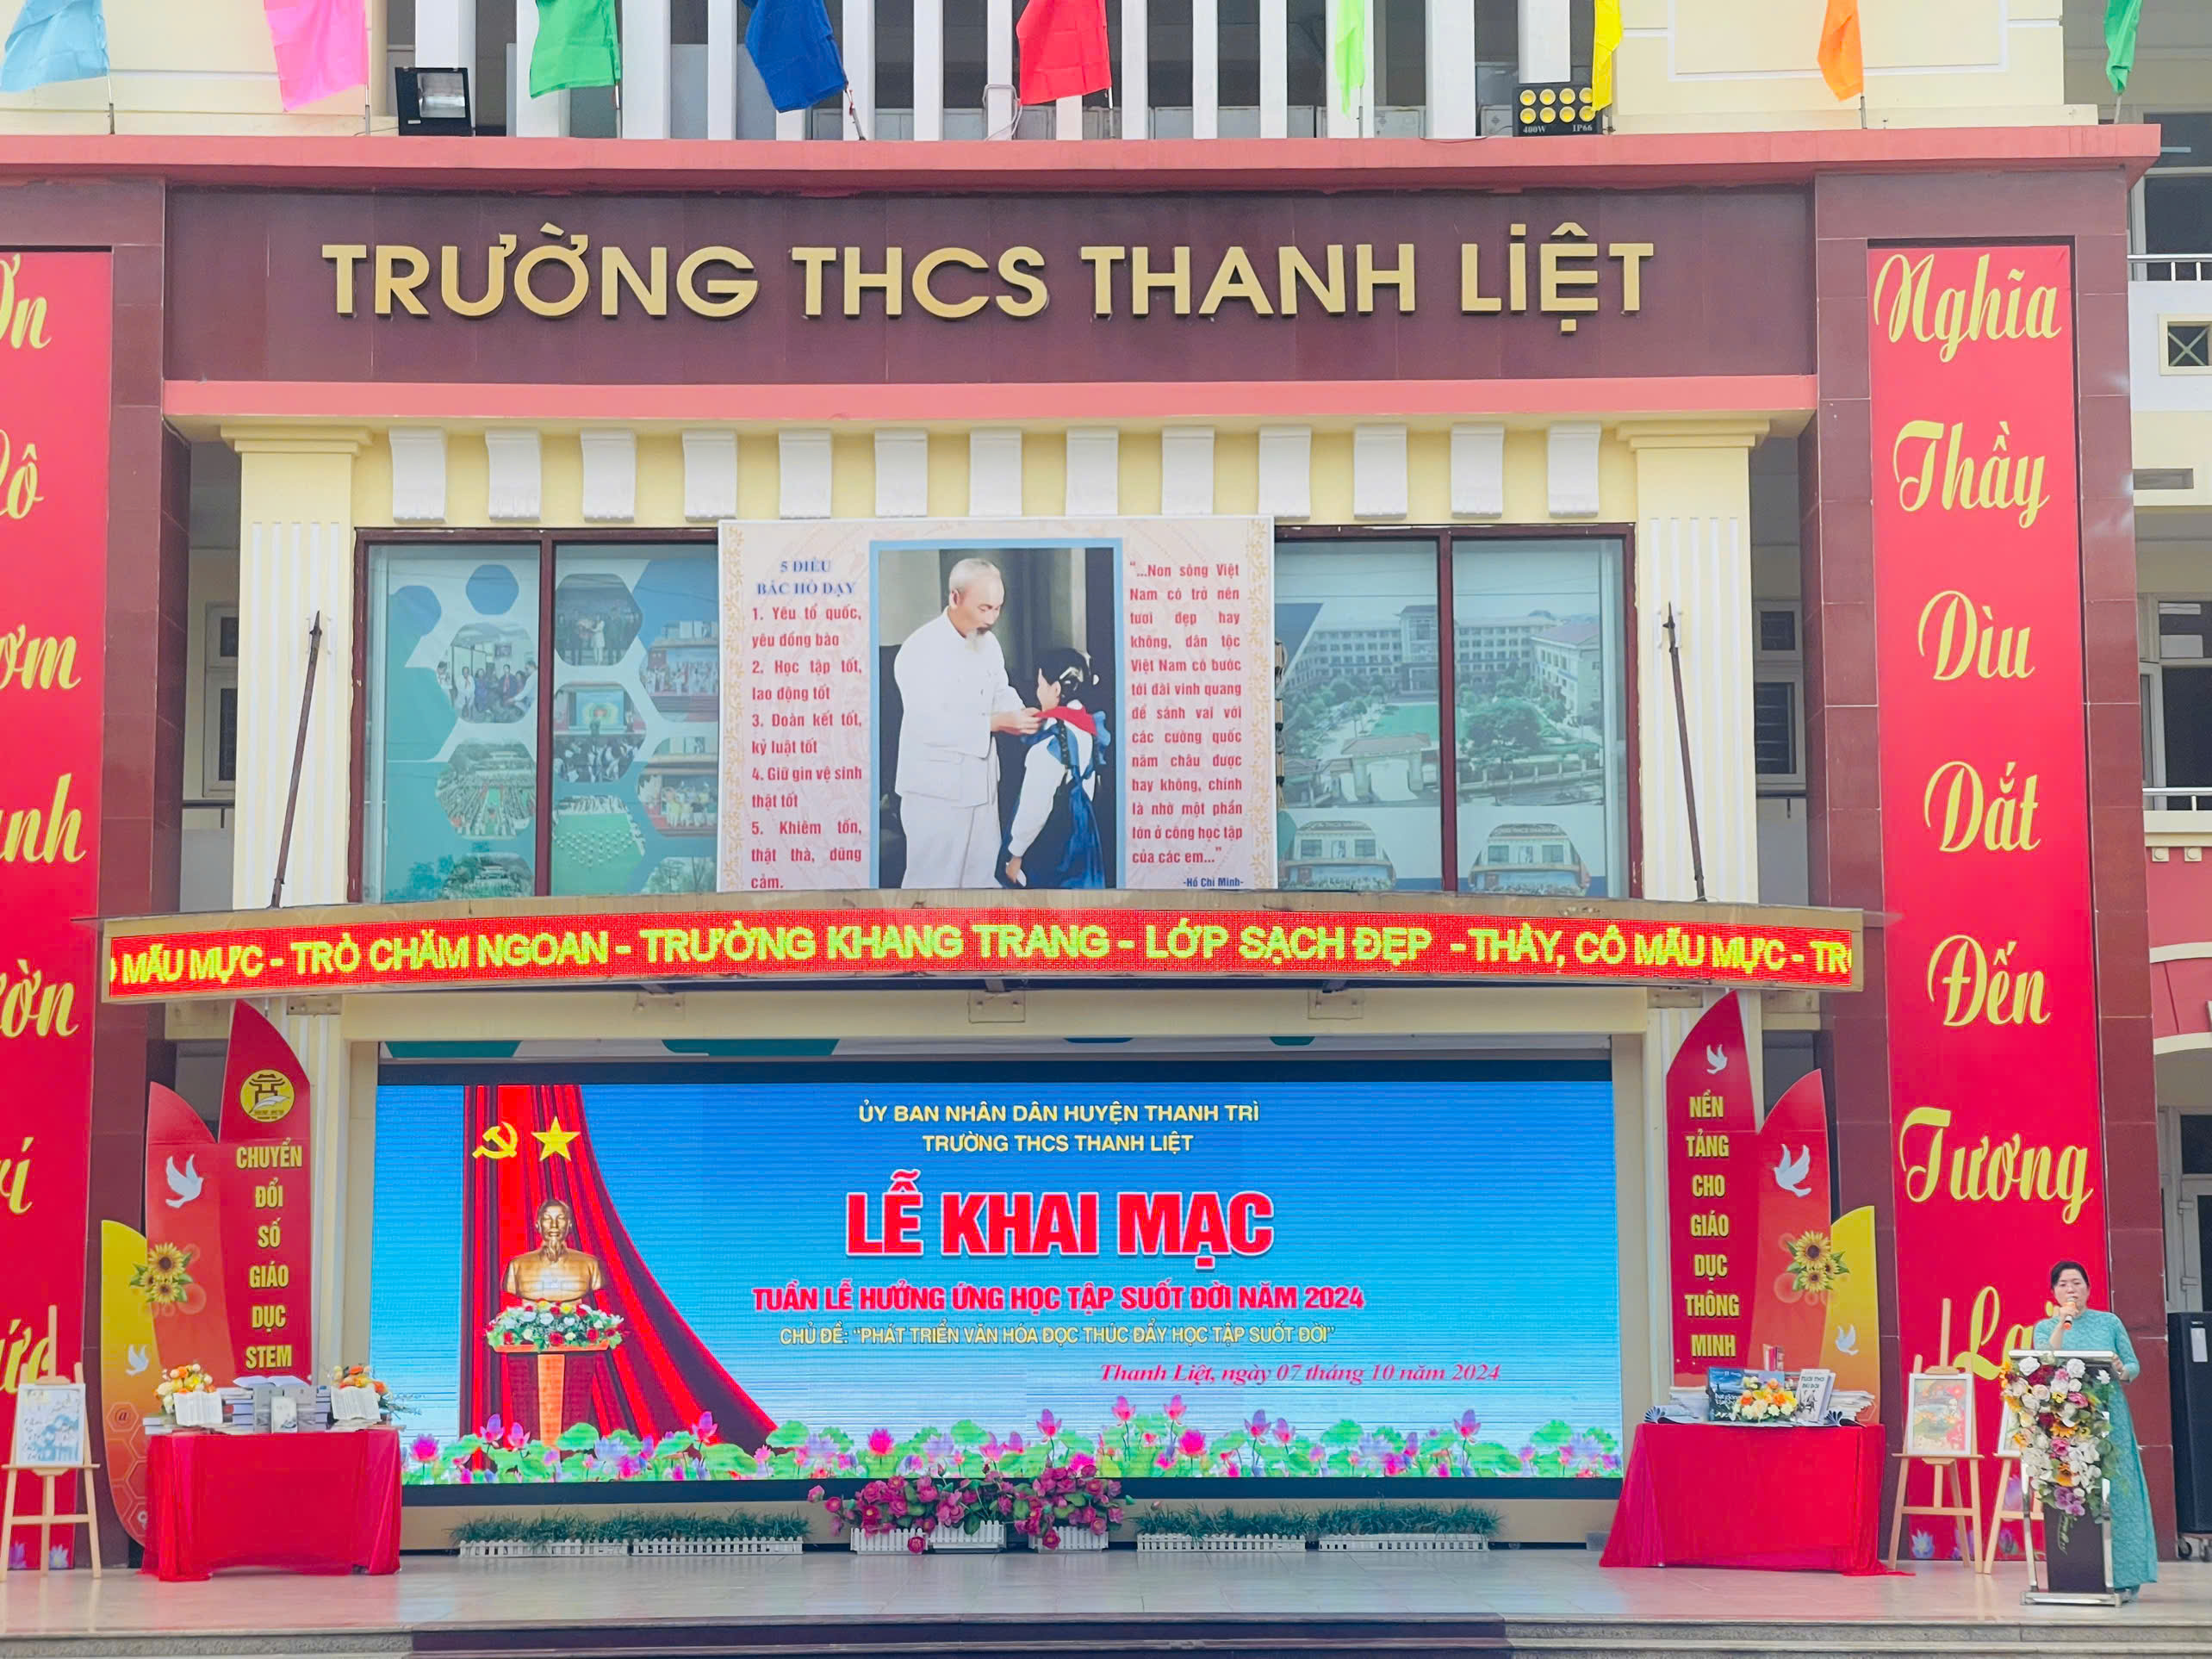 400W IP66
TRƯỜNG THCS THANH LIỆT
Nghĩa
Thầy
Dìu
Dắt
Đến
Tương
5 ĐIỀU
BÁC HỒ DẠY
1. Yêu tổ quốc,
yêu đồng bào
2. Học tập tốt,
lao động tốt
3. Đoàn kết tốt,
kỷ luật tốt
4. Giữ gìn vệ sinh
thật tốt
5. Khiêm tốn,
thật thà, dũng
cảm.
"...Non sông Việt
Nam có trở nên
tươi đẹp hay
không, dân tộc
Việt Nam có bước
tới đài vinh quang
để sánh vai với
các cường quốc
năm châu được
hay không, chính
là nhờ một phần
lớn ở công học tập
của các em..."
-Hồ Chí Minh-
MẪU MỰC - TRÒ CHĂM NGOAN - TRƯỜNG KHANG TRANG - LỚP SẠCH ĐẸP - THẦY, CÔ MẪU MỰC - TRÒ
CHUYỂN
ĐỔI
SỐ
GIÁO
DỤC
STEM
ỦY BAN NHÂN DÂN HUYỆN THANH TRÌ
TRƯỜNG THCS THANH LIỆT
LỄ KHAI MẠC
TUẦN LỄ HƯỞNG ỨNG HỌC TẬP SUỐT ĐỜI NĂM 2024
CHỦ ĐỀ: "PHÁT TRIỂN VĂN HÓA ĐỌC THÚC ĐẨY HỌC TẬP SUỐT ĐỜI"
Thanh Liệt, ngày 07 tháng 10 năm 2024
NỀN
TẢNG
CHO
GIÁO
DỤC
THÔNG
MINH